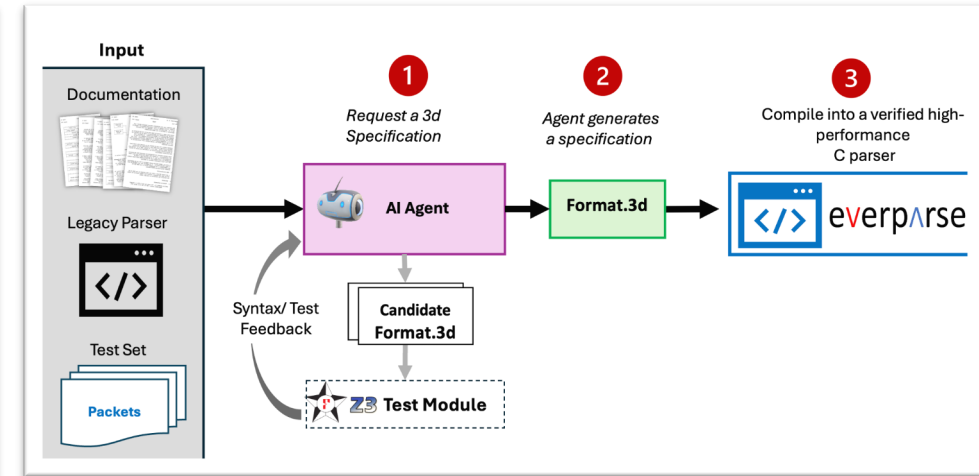 Input
Documentation
Legacy Parser
</>
Test Set
Packets
1
Request a 3d
Specification
AI Agent
Syntax/ Test
Feedback
Candidate
Format.3d
Z3 Test Module
2
Agent generates
a specification
Format.3d
3
Compile into a verified high-
performance
C parser
</> everparse